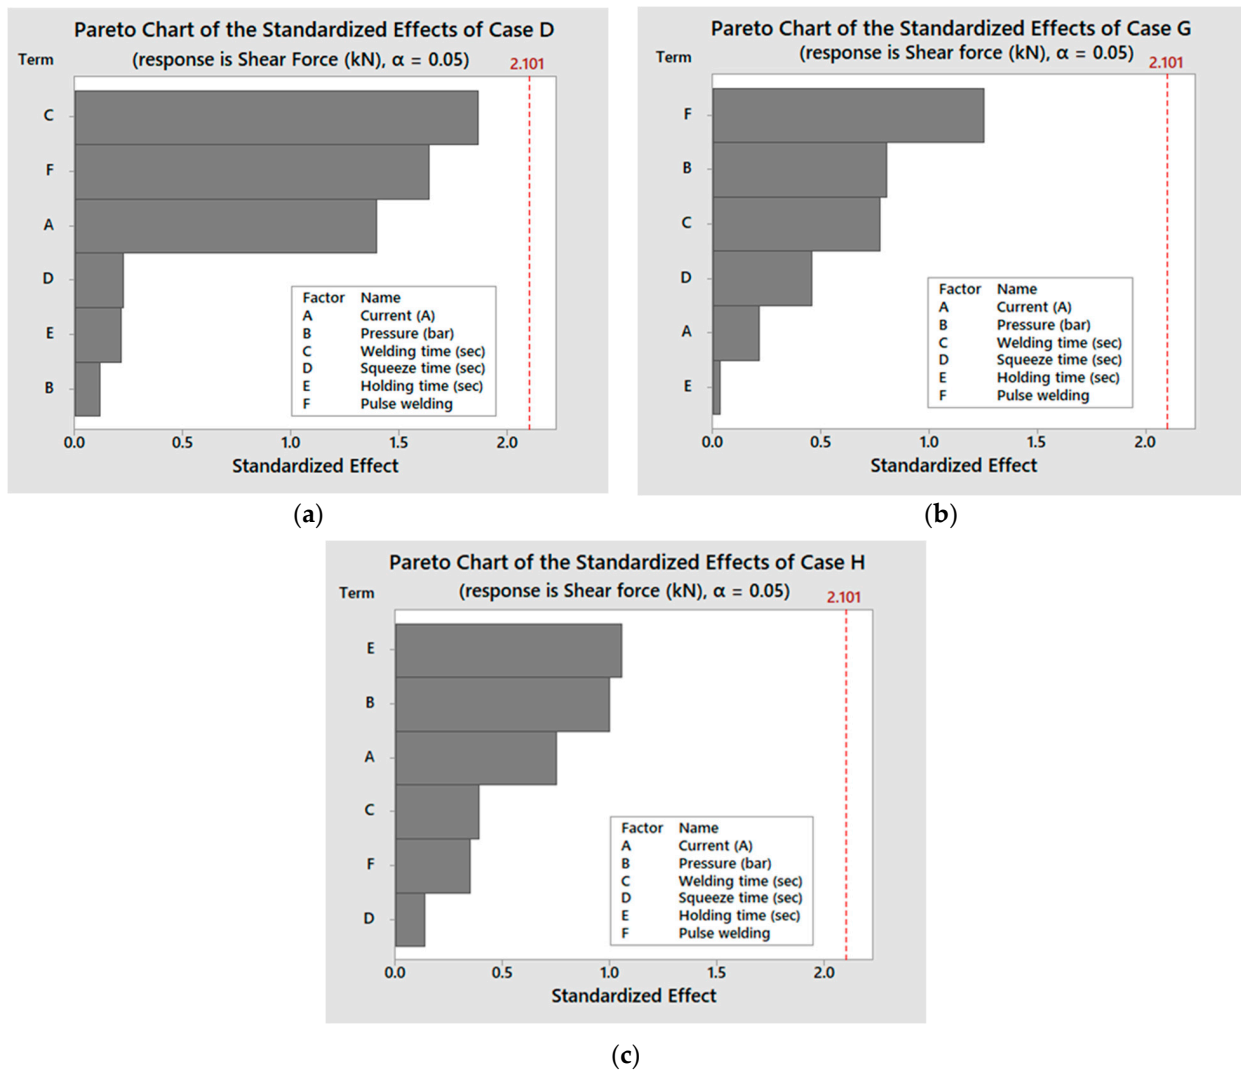 Pareto Chart of the Standardized Effects of Case D
(response is Shear Force (kN), α = 0.05)
Term
2.101
C
F
A
D
E
B
Factor Name
A Current (A)
B Pressure (bar)
C Welding time (sec)
D Squeeze time (sec)
E Holding time (sec)
F Pulse welding
0.0 0.5 1.0 1.5 2.0
Standardized Effect
(a)
Pareto Chart of the Standardized Effects of Case G
(response is Shear force (kN), α = 0.05)
Term
2.101
F
B
C
D
A
E
Factor Name
A Current (A)
B Pressure (bar)
C Welding time (sec)
D Squeeze time (sec)
E Holding time (sec)
F Pulse welding
0.0 0.5 1.0 1.5 2.0
Standardized Effect
(b)
Pareto Chart of the Standardized Effects of Case H
(response is Shear force (kN), α = 0.05)
Term
2.101
E
B
A
C
F
D
Factor Name
A Current (A)
B Pressure (bar)
C Welding time (sec)
D Squeeze time (sec)
E Holding time (sec)
F Pulse welding
0.0 0.5 1.0 1.5 2.0
Standardized Effect
(c)